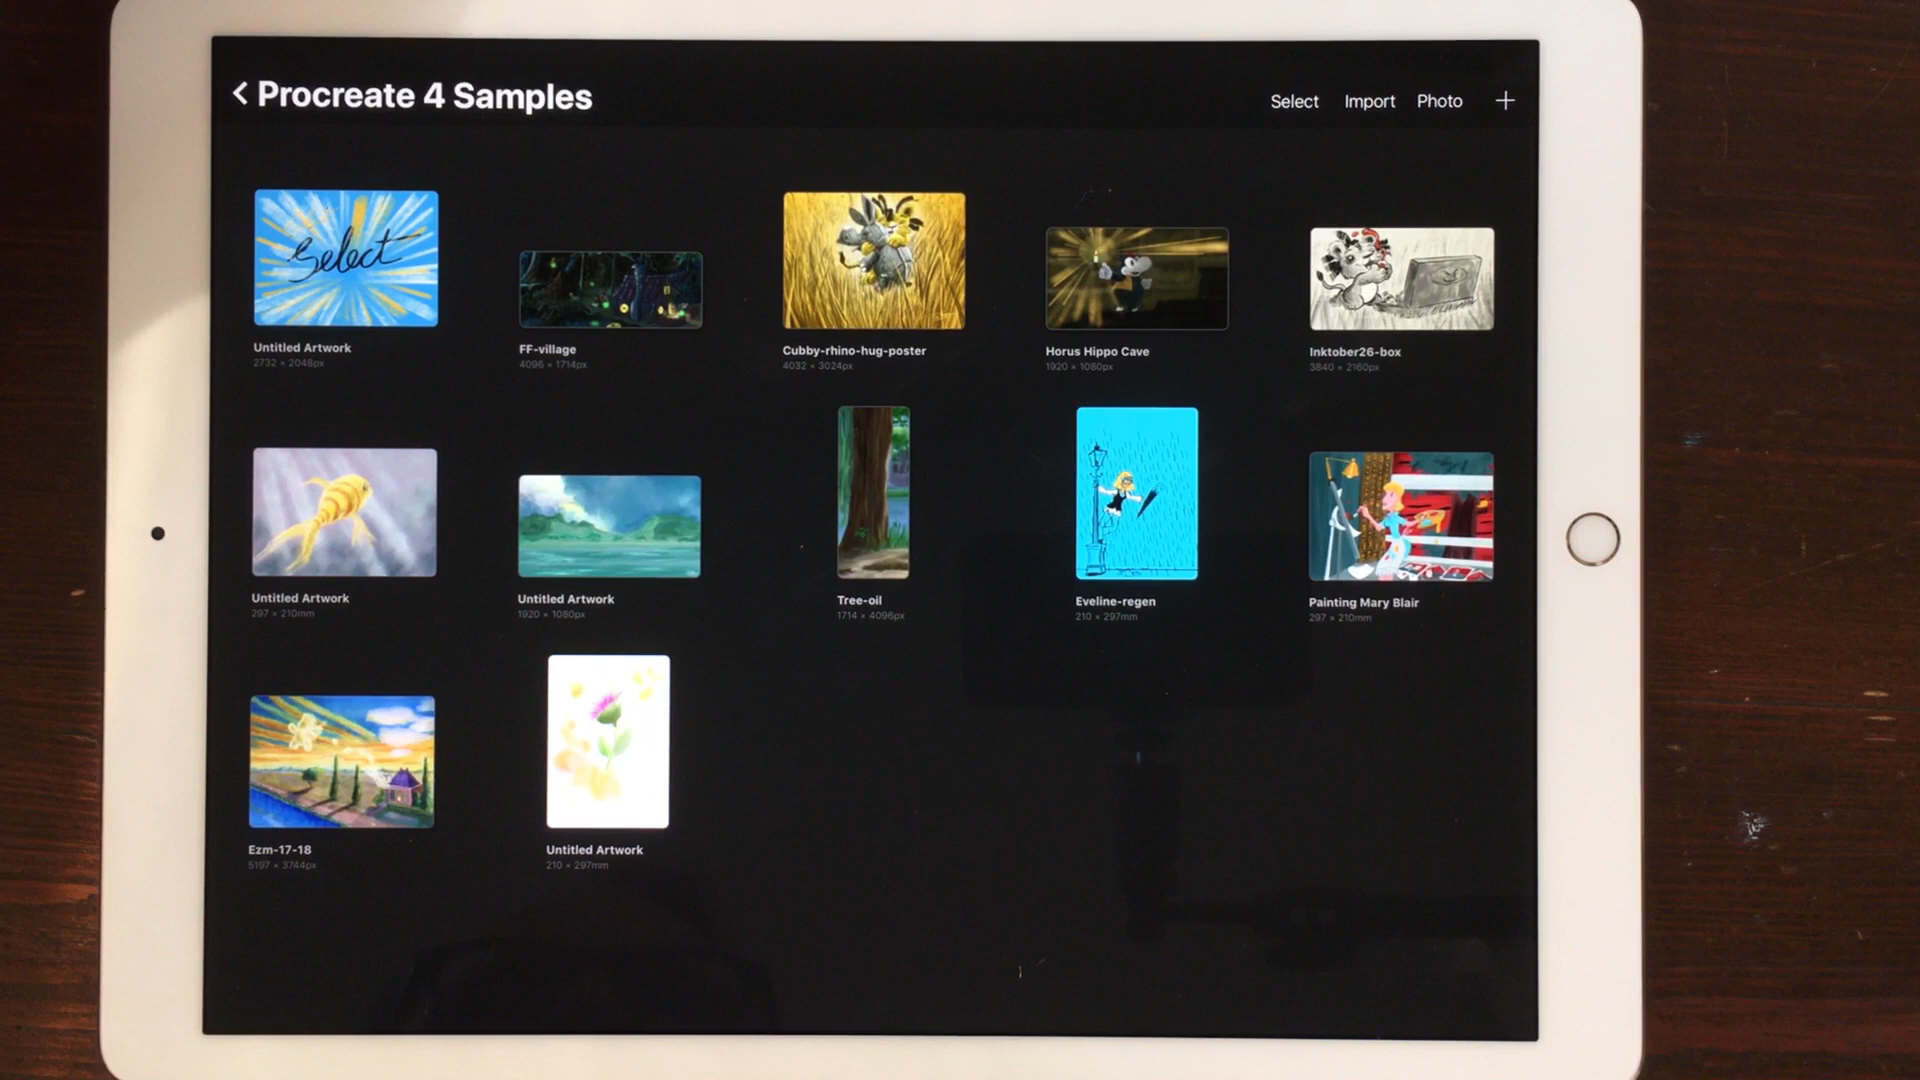 Procreate 4 Samples
Select Import Photo
Select
Untitled Artwork
2732 × 2048px
FF-village
4096 × 1714px
Cubby-rhino-hug-poster
4032 × 3024px
Horus Hippo Cave
1920 × 1080px
Inktober26-box
3840 × 2160px
Untitled Artwork
297 × 210mm
Untitled Artwork
1920 × 1080px
Tree-oil
1714 × 4096px
Eveline-regen
210 × 297mm
Painting Mary Blair
297 × 210mm
Ezm-17-18
5197 × 3744px
Untitled Artwork
210 × 297mm